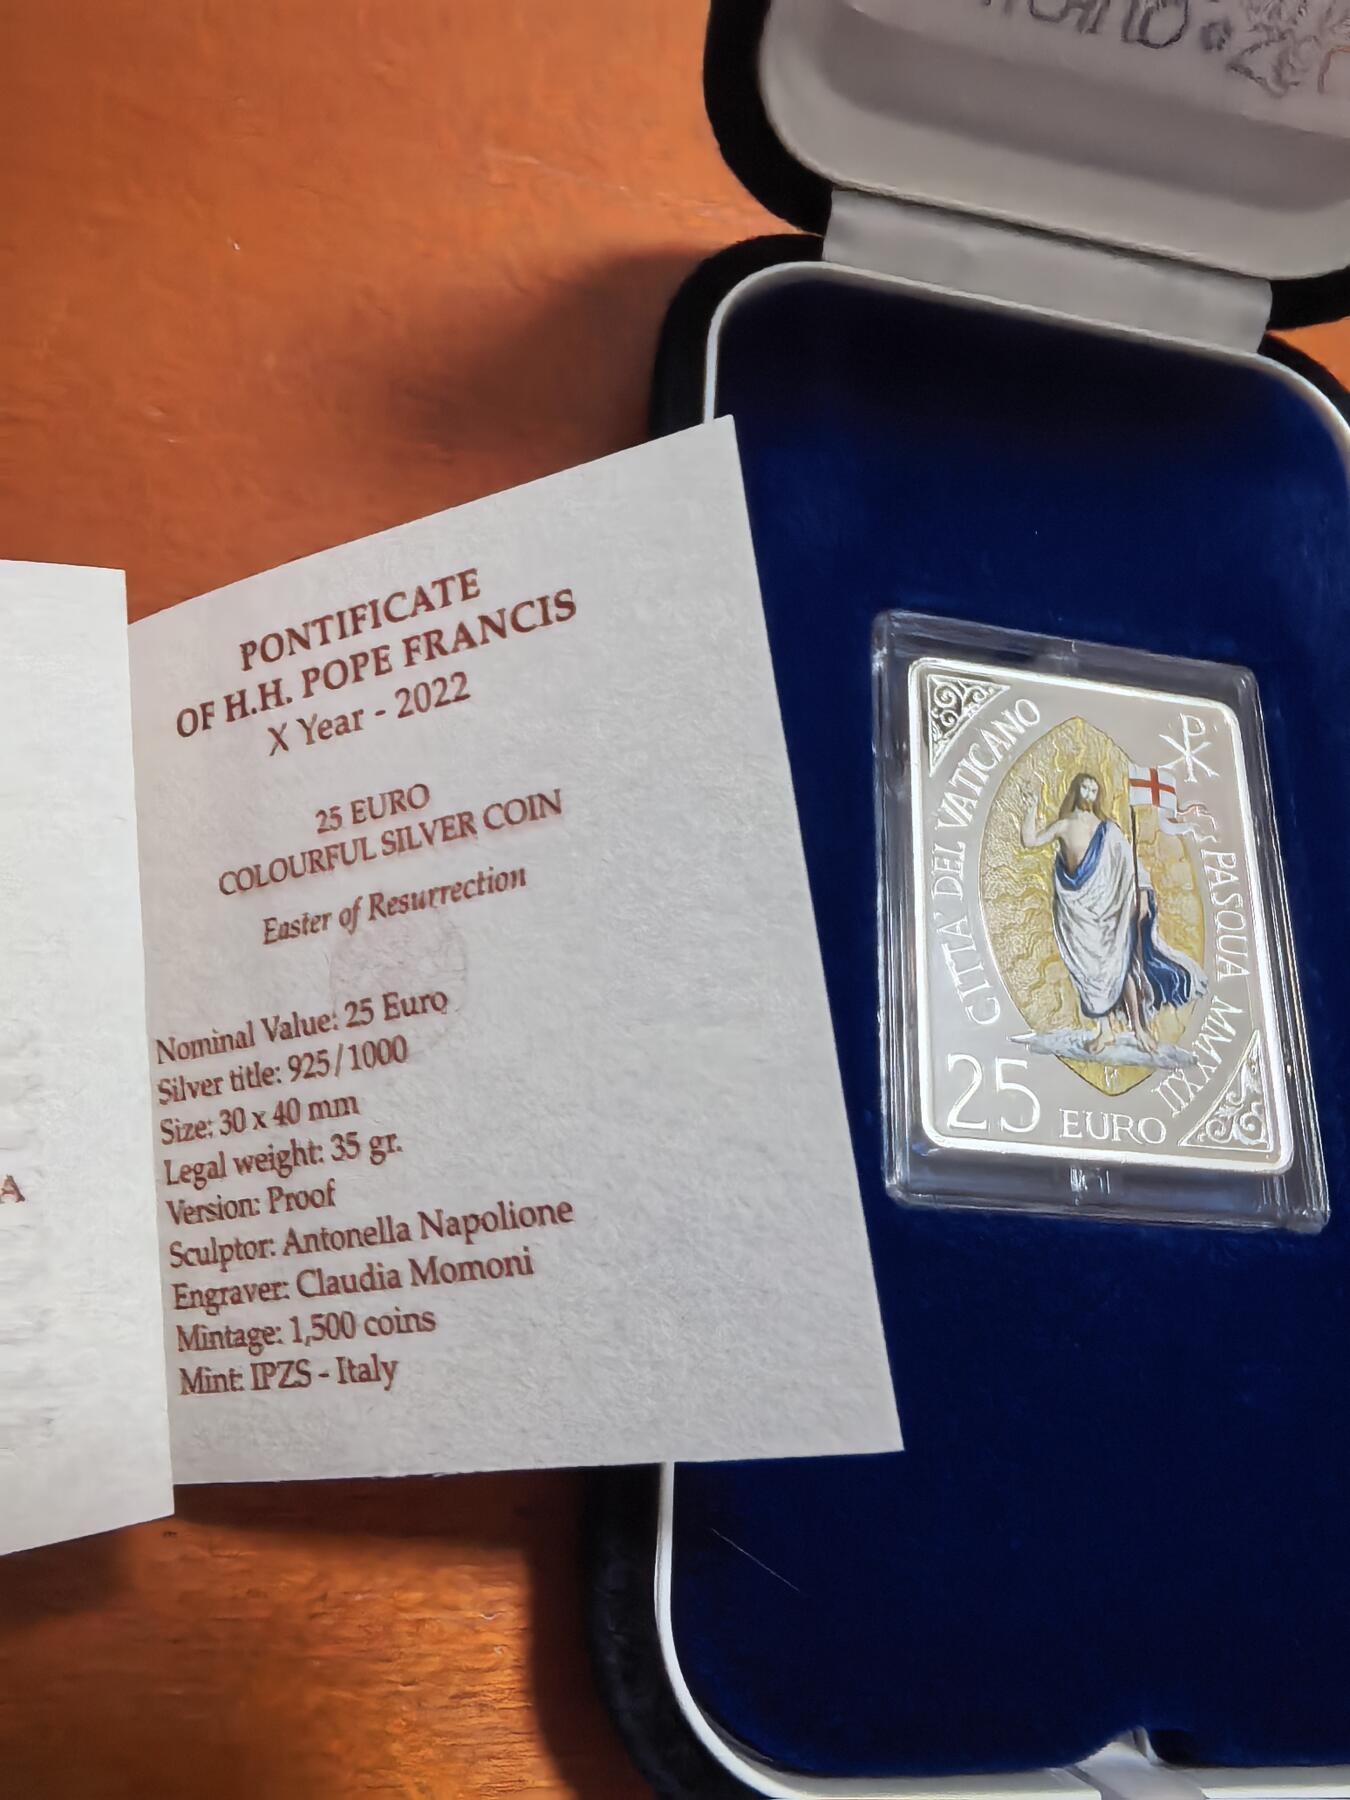 PONTIFICATE
OF H.H. POPE FRANCIS
X Year - 2022
25 EURO
COLOURFUL SILVER COIN
Easter of Resurrection
Nominal Value: 25 Euro
Silver title: 925/1000
Size: 30 x 40 mm
Legal weight: 35 gr.
Version: Proof
Sculptor: Antonella Napolione
Engraver: Claudia Momoni
Mintage: 1,500 coins
Mint: IPZS - Italy
A
CITTA' DEL VATICANO
PASQUA MMXXII
25 EURO